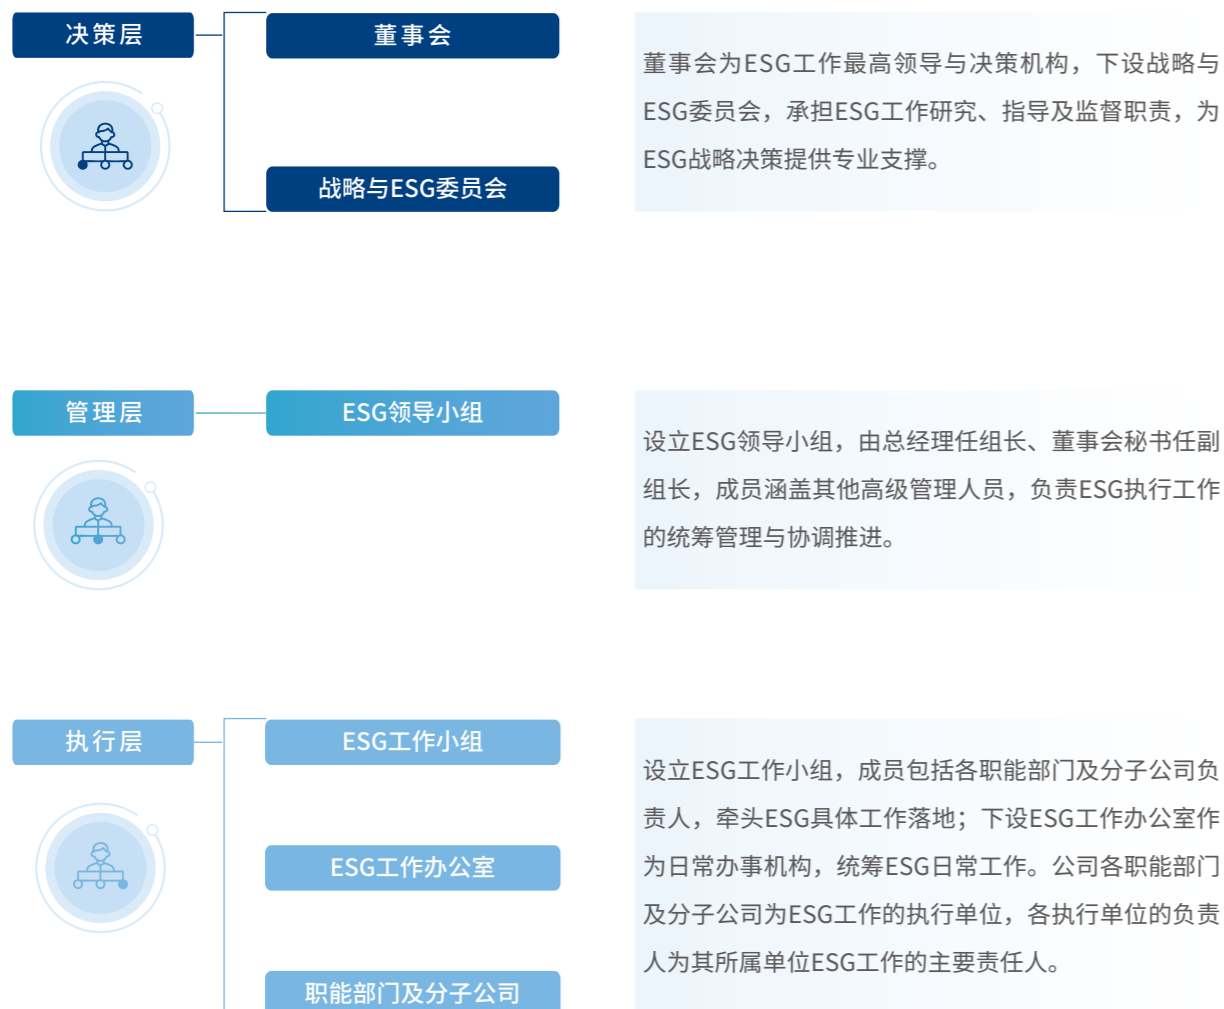 决策层
董事会
战略与ESG委员会
董事会为ESG工作最高领导与决策机构，下设战略与
ESG委员会，承担ESG工作研究、指导及监督职责，为
ESG战略决策提供专业支撑。
管理层
ESG领导小组
设立ESG领导小组，由总经理任组长、董事会秘书任副
组长，成员涵盖其他高级管理人员，负责ESG执行工作
的统筹管理与协调推进。
执行层
ESG工作小组
ESG工作办公室
职能部门及分子公司
设立ESG工作小组，成员包括各职能部门及分子公司负
责人，牵头ESG具体工作落地；下设ESG工作办公室作
为日常办事机构，统筹ESG日常工作。公司各职能部门
及分子公司为ESG工作的执行单位，各执行单位的负责
人为其所属单位ESG工作的主要责任人。